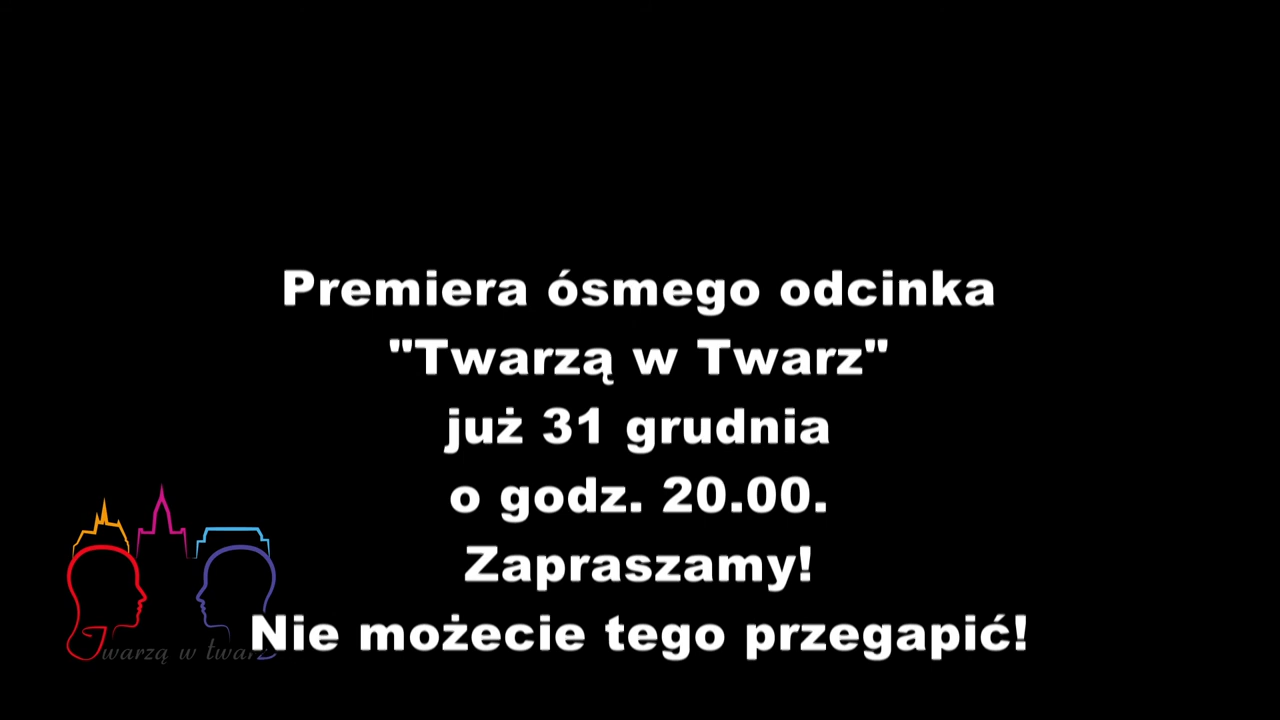 Premiera ósmego odcinka
"Twarzą w Twarz"
już 31 grudnia
o godz. 20.00.
Zapraszamy!
Nie możecie tego przegapić!
Twarzą w twarz